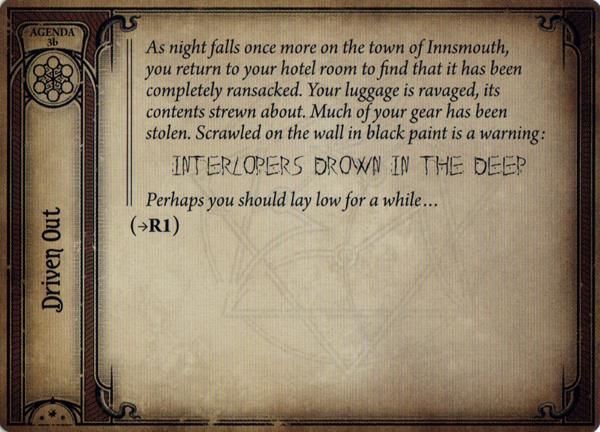 AGENDA
3b
Driven Out
As night falls once more on the town of Innsmouth,
you return to your hotel room to find that it has been
completely ransacked. Your luggage is ravaged, its
contents strewn about. Much of your gear has been
stolen. Scrawled on the wall in black paint is a warning:
INTERLOPERS DROWN IN THE DEEP
Perhaps you should lay low for a while…
(→R1)